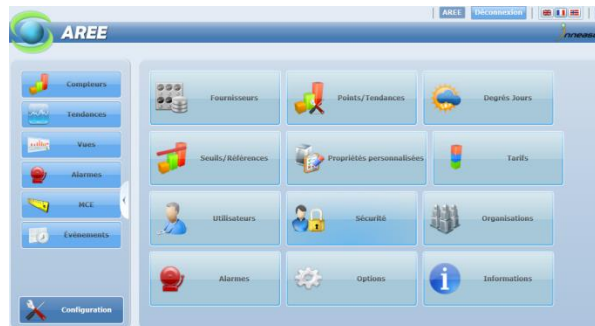 AREE Déconnexion
AREE
Compteurs
Tendances
Vues
Alarmes
MCE
Evènements
Configuration
Fournisseurs Points/Tendances Degrés Jours
Seuils/Références Propriétés personnalisées Tarifs
Utilisateurs Sécurité Organisations
Alarmes Options Informations